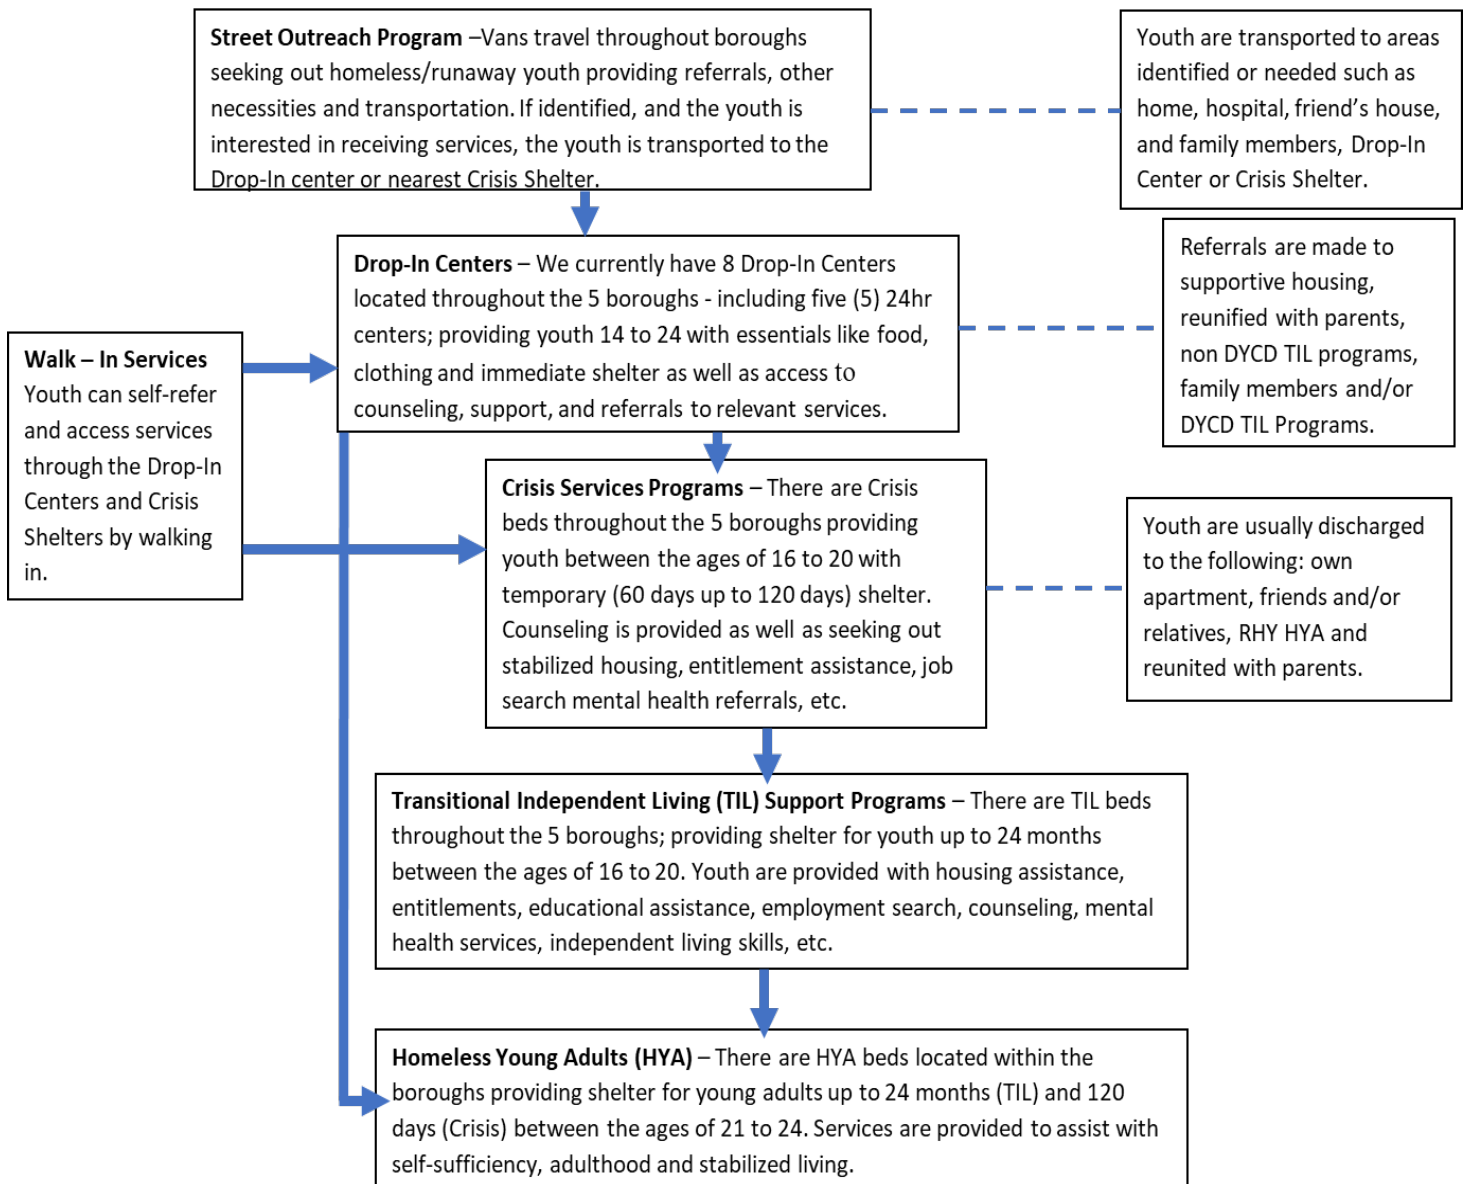 Street Outreach Program –Vans travel throughout boroughs
seeking out homeless/runaway youth providing referrals, other
necessities and transportation. If identified, and the youth is
interested in receiving services, the youth is transported to the
Drop-In center or nearest Crisis Shelter.
Youth are transported to areas
identified or needed such as
home, hospital, friend’s house,
and family members, Drop-In
Center or Crisis Shelter.
Drop-In Centers – We currently have 8 Drop-In Centers
located throughout the 5 boroughs - including five (5) 24hr
centers; providing youth 14 to 24 with essentials like food,
clothing and immediate shelter as well as access to
counseling, support, and referrals to relevant services.
Referrals are made to
supportive housing,
reunified with parents,
non DYCD TIL programs,
family members and/or
DYCD TIL Programs.
Walk – In Services
Youth can self-refer
and access services
through the Drop-In
Centers and Crisis
Shelters by walking
in.
Crisis Services Programs – There are Crisis
beds throughout the 5 boroughs providing
youth between the ages of 16 to 20 with
temporary (60 days up to 120 days) shelter.
Counseling is provided as well as seeking out
stabilized housing, entitlement assistance, job
search mental health referrals, etc.
Youth are usually discharged
to the following: own
apartment, friends and/or
relatives, RHY HYA and
reunited with parents.
Transitional Independent Living (TIL) Support Programs – There are TIL beds
throughout the 5 boroughs; providing shelter for youth up to 24 months
between the ages of 16 to 20. Youth are provided with housing assistance,
entitlements, educational assistance, employment search, counseling, mental
health services, independent living skills, etc.
Homeless Young Adults (HYA) – There are HYA beds located within the
boroughs providing shelter for young adults up to 24 months (TIL) and 120
days (Crisis) between the ages of 21 to 24. Services are provided to assist with
self-sufficiency, adulthood and stabilized living.